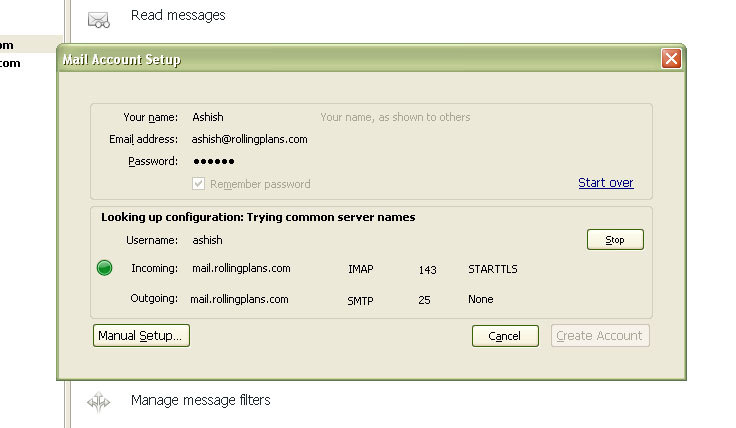 Read messages
om
com
Mail Account Setup
Your name: Ashish Your name, as shown to others
Email address: ashish@rollingplans.com
Password: ●●●●●●
Remember password
Start over
Looking up configuration: Trying common server names
Username: ashish
Stop
Incoming: mail.rollingplans.com IMAP 143 STARTTLS
Outgoing: mail.rollingplans.com SMTP 25 None
Manual Setup... Cancel Create Account
Manage message filters